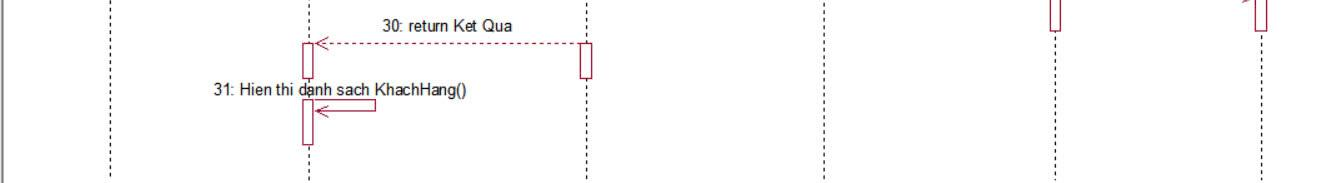 30: return Ket Qua
31: Hien thi danh sach KhachHang()